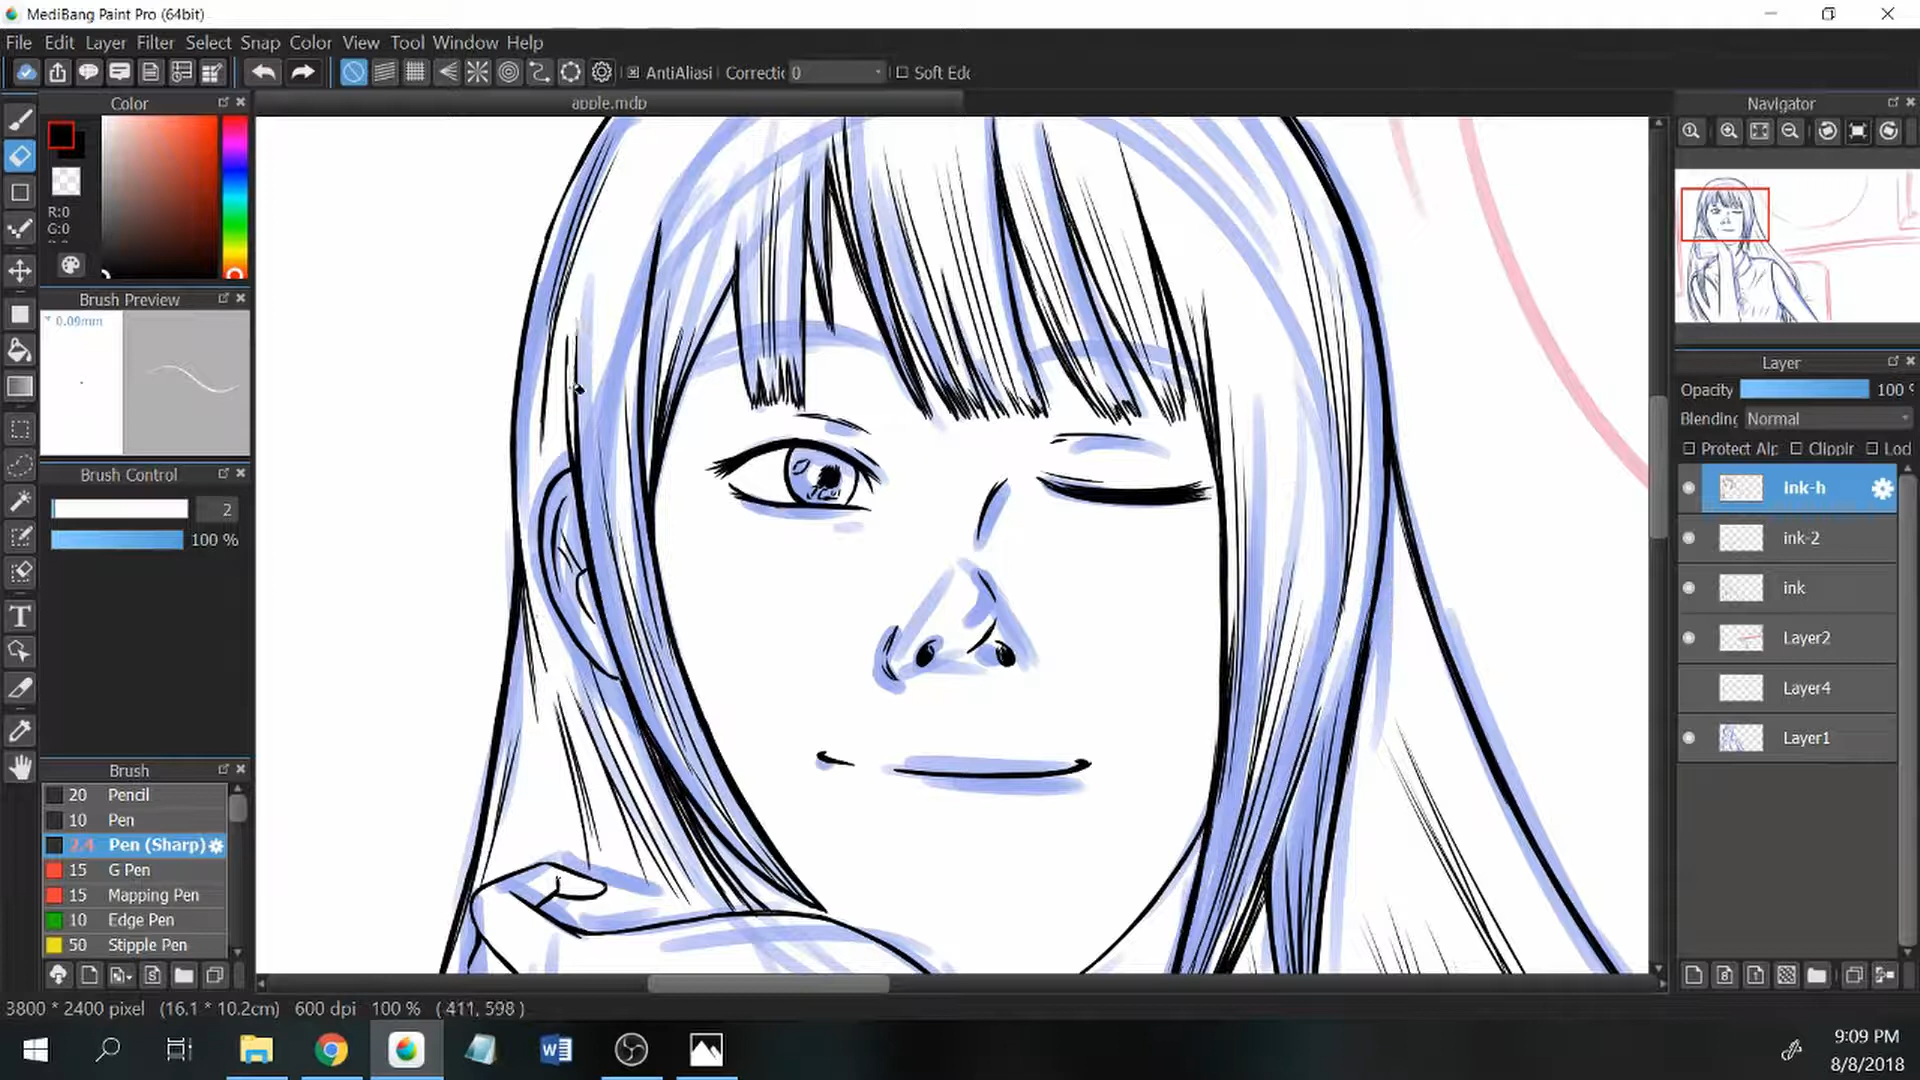 MediBang Paint Pro (64bit)
File Edit Layer Filter Select Snap Color View Tool Window Help
AntiAliasi Correctic 0 Soft Edc
Color
apple.mdp
Navigator
R:0
G:0
Brush Preview
0.09mm
Layer
Opacity 100
Blending Normal
Protect Alp Clippir Lod
Brush Control
2
100 %
ink-h
ink-2
ink
Layer2
Layer4
Layer1
Brush
20 Pencil
10 Pen
2.4 Pen (Sharp)
15 G Pen
15 Mapping Pen
10 Edge Pen
50 Stipple Pen
3800 * 2400 pixel (16.1 * 10.2cm) 600 dpi 100 % ( 411, 598 )
9:09 PM
8/8/2018